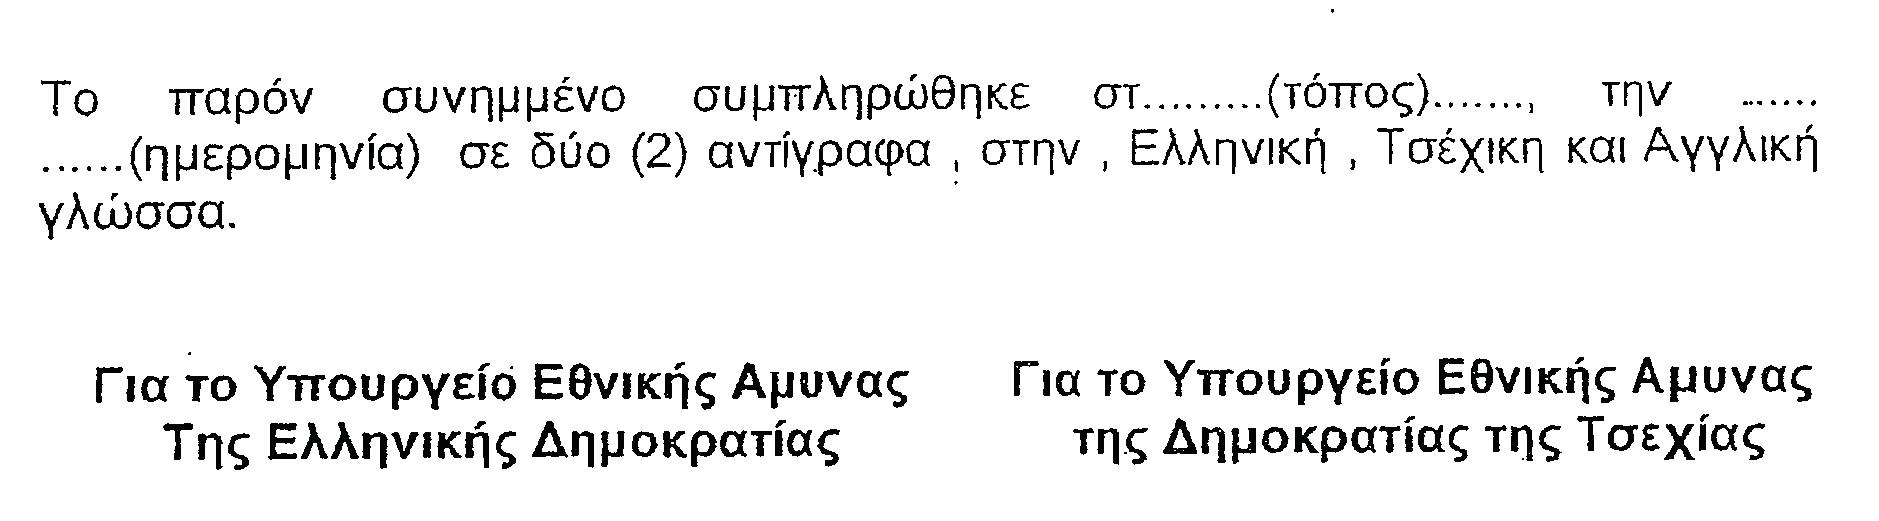 Το παρόν συνημμένο συμπληρώθηκε στ.........(τόπος)......., την ......
......(ημερομηνία) σε δύο (2) αντίγραφα , στην , Ελληνική , Τσέχικη και Αγγλική
γλώσσα.
Για το Υπουργείο Εθνικής Αμυνας
Της Ελληνικής Δημοκρατίας
Για το Υπουργείο Εθνικής Αμυνας
της Δημοκρατίας της Τσεχίας